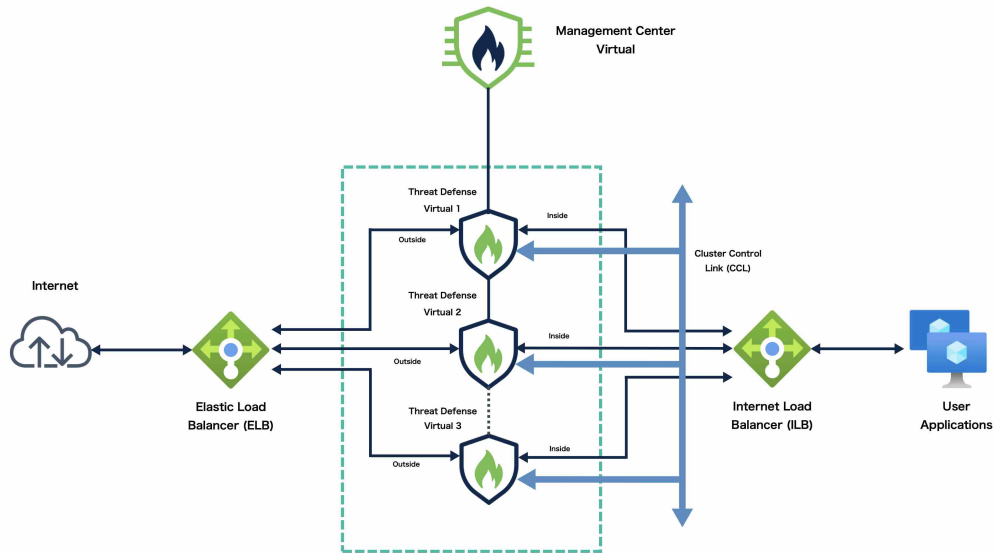 Management Center
Virtual
Threat Defense
Virtual 1
Inside
Outside
Cluster Control
Link (CCL)
Internet
Threat Defense
Virtual 2
Inside
Outside
Elastic Load
Balancer (ELB)
Internet Load
Balancer (ILB)
User
Applications
Threat Defense
Virtual 3
Inside
Outside